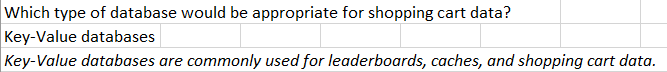 Which type of database would be appropriate for shopping cart data?
Key-Value databases
Key-Value databases are commonly used for leaderboards, caches, and shopping cart data.